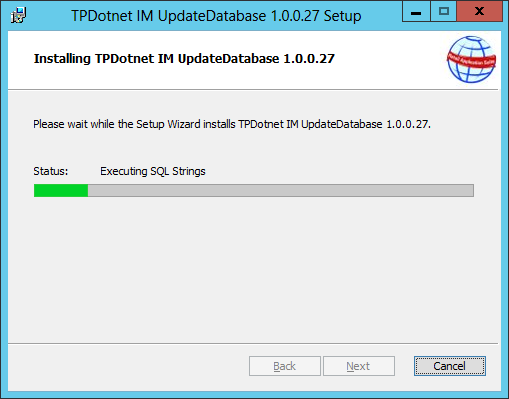 TPDotnet IM UpdateDatabase 1.0.0.27 Setup
Installing TPDotnet IM UpdateDatabase 1.0.0.27
Please wait while the Setup Wizard installs TPDotnet IM UpdateDatabase 1.0.0.27.
Status: Executing SQL Strings
Back Next Cancel